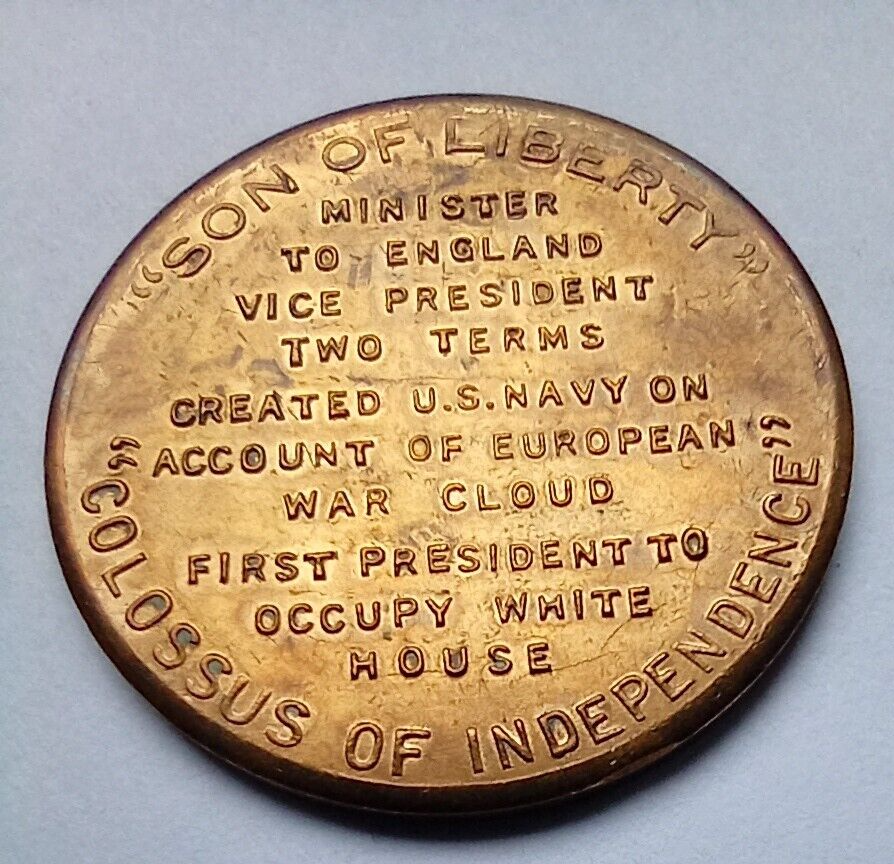 “SON OF LIBERTY”
MINISTER
TO ENGLAND
VICE PRESIDENT
TWO TERMS
CREATED U.S. NAVY ON
ACCOUNT OF EUROPEAN
WAR CLOUD
FIRST PRESIDENT TO
OCCUPY WHITE
HOUSE
“COLOSSUS OF INDEPENDENCE”